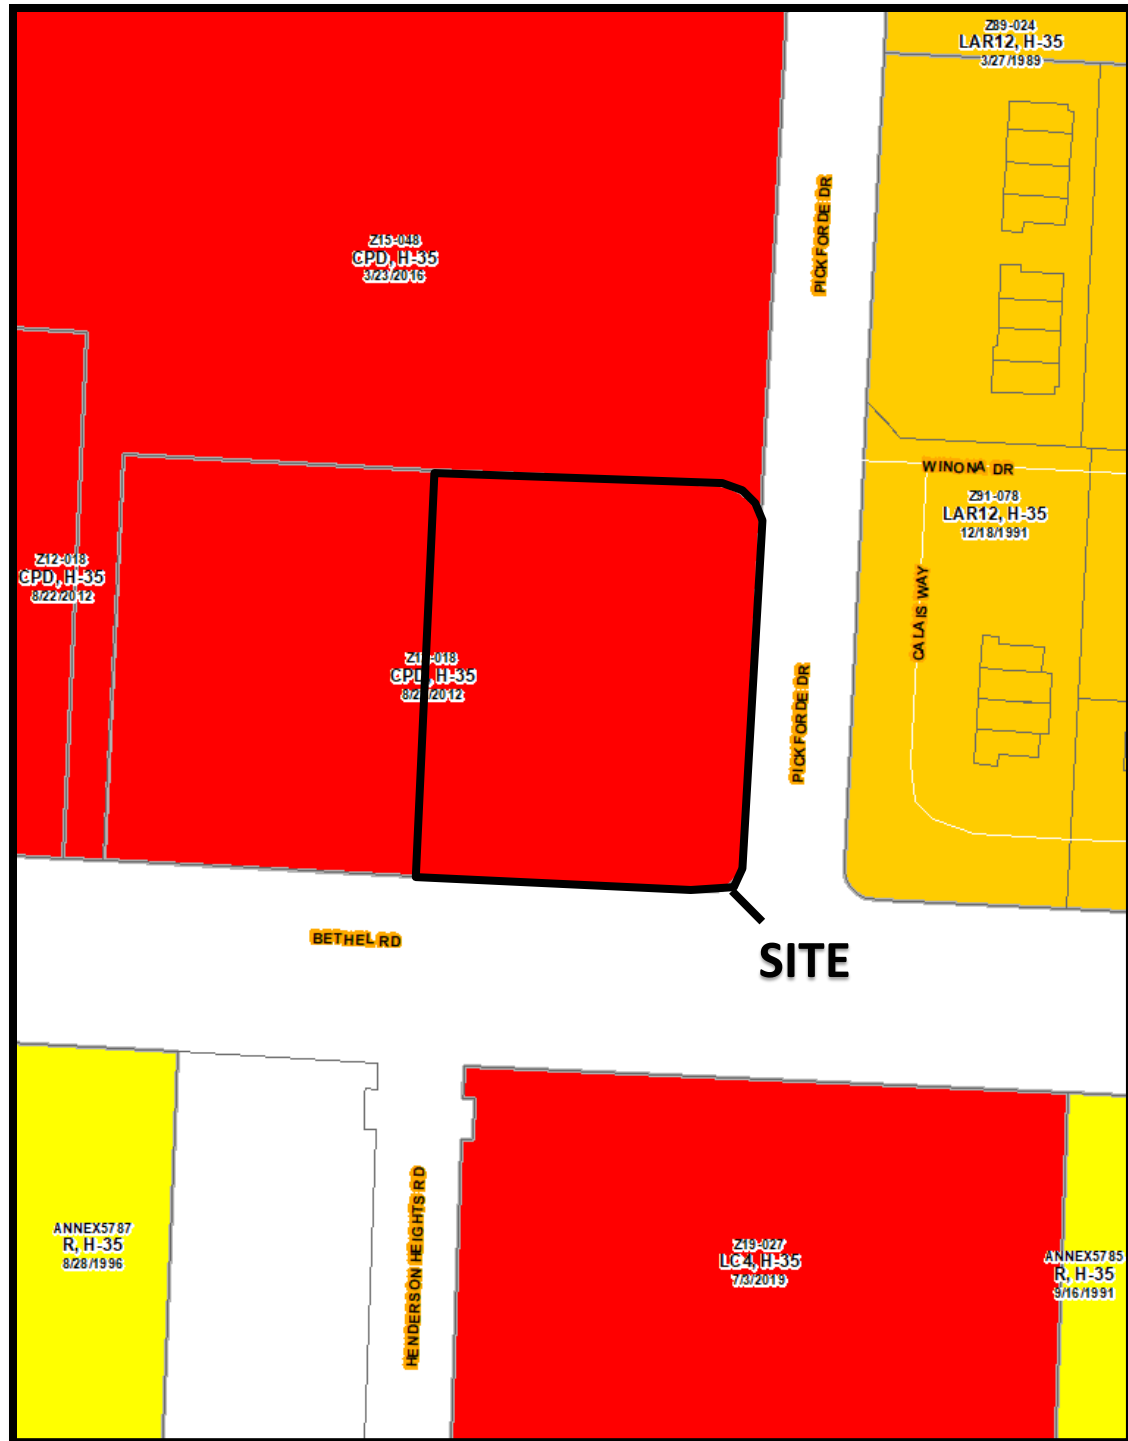 Z89-024
LAR12, H-35
3/27/1989
PICKFORDE DR
Z15-048
CPD, H-35
3/23/2016
WINONA DR
Z91-078
LAR12, H-35
12/18/1991
Z12-018
CPD, H-35
8/22/2012
CALAIS WAY
CPD, H-35
PICKFORDE DR
BETHEL RD
SITE
HENDERSON HEIGHTS RD
ANNEX5787
R, H-35
8/28/1996
Z19-027
LC4, H-35
7/3/2019
ANNEX5785
R, H-35
9/16/1991